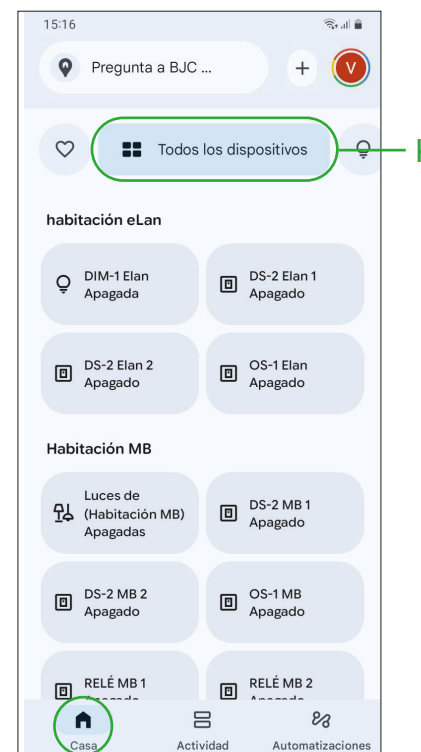 15:16
Pregunta a BJC ...
V
Todos los dispositivos
habitación eLan
DIM-1 Elan
Apagada
DS-2 Elan 1
Apagado
DS-2 Elan 2
Apagado
OS-1 Elan
Apagado
Habitación MB
Luces de
(Habitación MB)
Apagadas
DS-2 MB 1
Apagado
DS-2 MB 2
Apagado
OS-1 MB
Apagado
RELÉ MB 1
RELÉ MB 2
Casa
Actividad
Automatizaciones